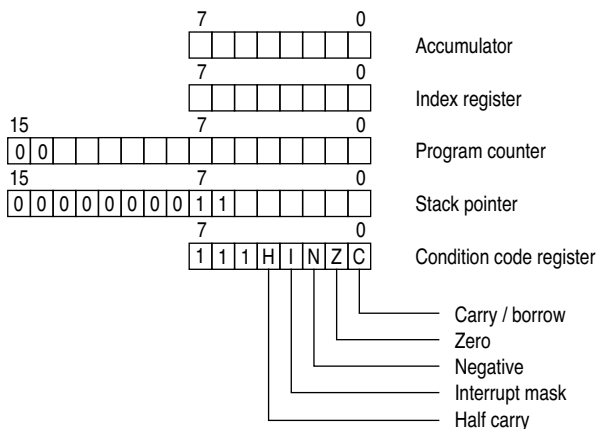 7 0
Accumulator
7 0
Index register
15 7 0
0 0 Program counter
15 7 0
0 0 0 0 0 0 0 0 1 1 Stack pointer
7 0
1 1 1 H I N Z C Condition code register
Carry / borrow
Zero
Negative
Interrupt mask
Half carry